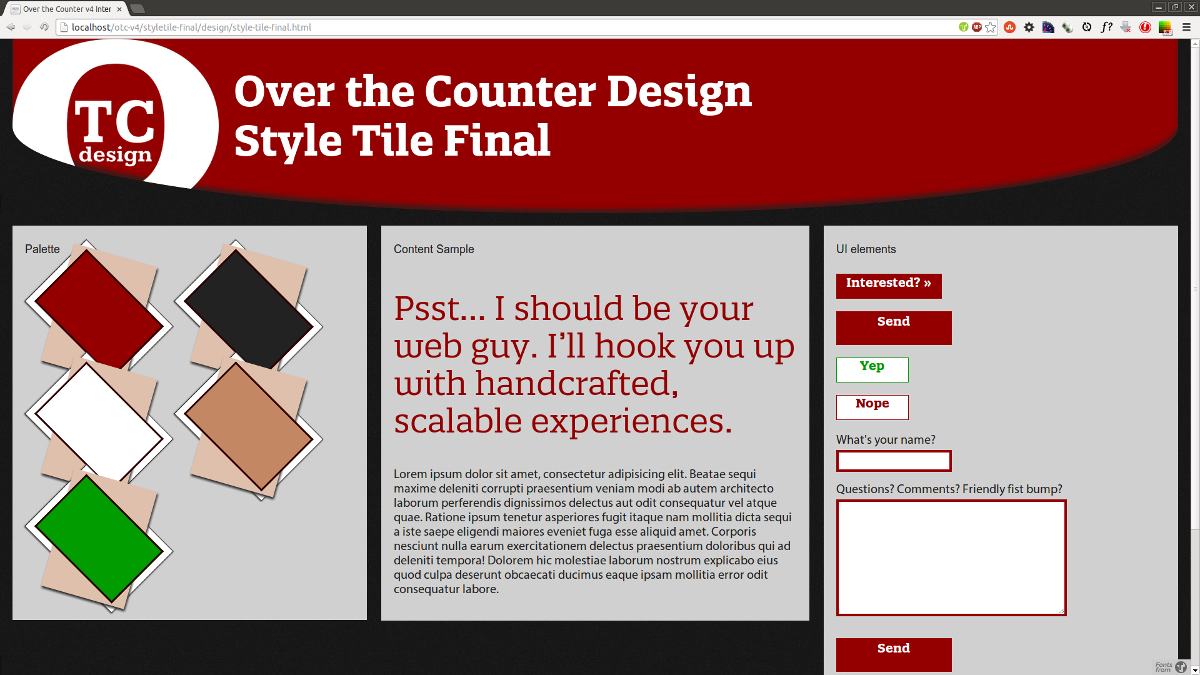 Over the Counter v4 Inter
localhost/otc-v4/styletile-final/design/style-tile-final.html
TC
design
Over the Counter Design
Style Tile Final
Palette
Content Sample
Psst... I should be your
web guy. I'll hook you up
with handcrafted,
scalable experiences.
Lorem ipsum dolor sit amet, consectetur adipisicing elit. Beatae sequi
maxime deleniti corrupti praesentium veniam modi ab autem architecto
laborum perferendis dignissimos delectus aut odit consequatur vel atque
quae. Ratione ipsum tenetur asperiores fugit itaque nam mollitia dicta sequi
a iste saepe eligendi maiores eveniet fuga esse aliquid amet. Corporis
nesciunt nulla earum exercitationem delectus praesentium doloribus qui ad
deleniti tempora! Dolorem hic molestiae laborum nostrum explicabo eius
quod culpa deserunt obcaecati ducimus eaque ipsam mollitia error odit
consequatur labore.
UI elements
Interested? »
Send
Yep
Nope
What's your name?
Questions? Comments? Friendly fist bump?
Send
Fonts
from